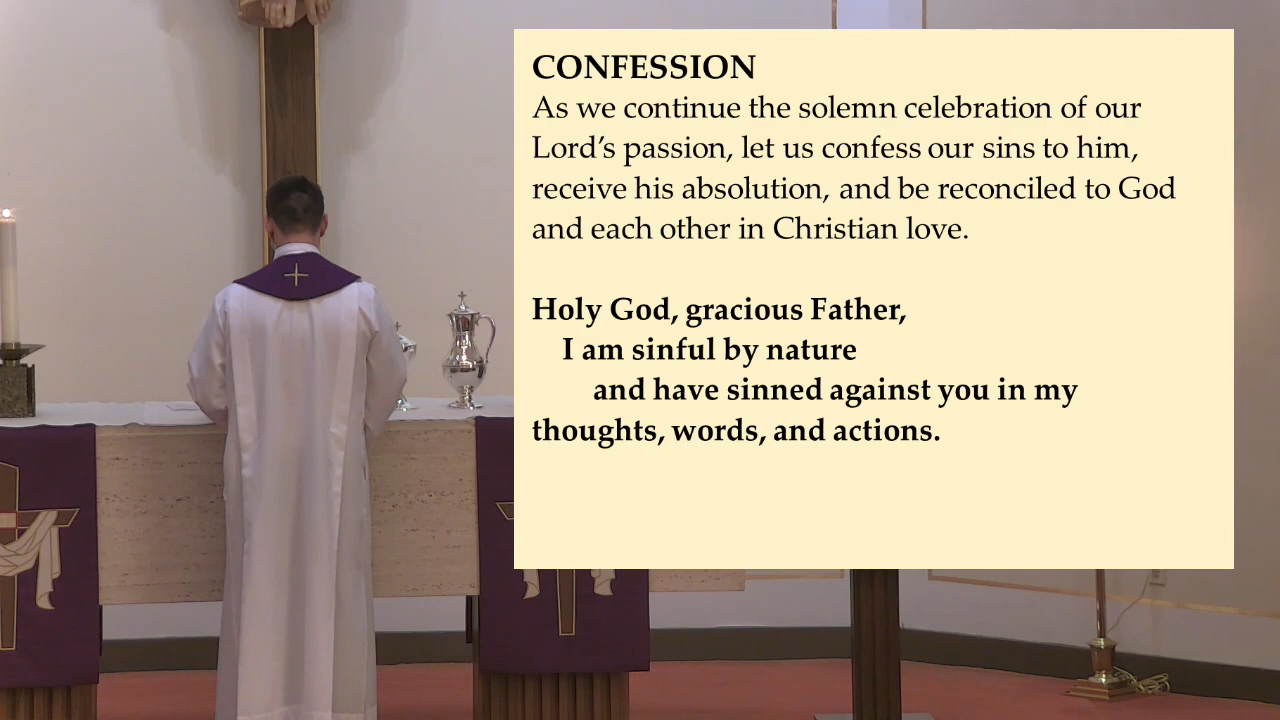 CONFESSION
As we continue the solemn celebration of our
Lord’s passion, let us confess our sins to him,
receive his absolution, and be reconciled to God
and each other in Christian love.
Holy God, gracious Father,
I am sinful by nature
and have sinned against you in my
thoughts, words, and actions.